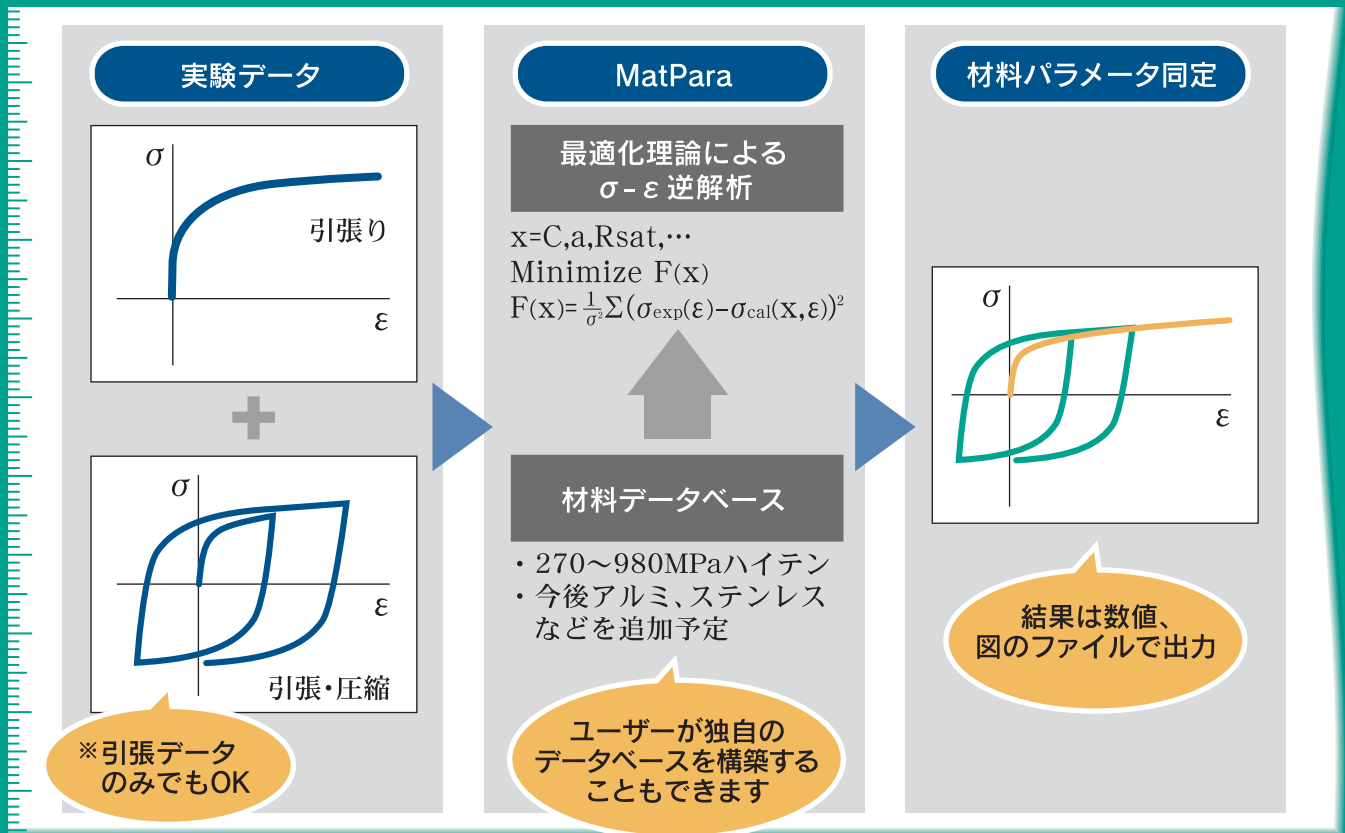 実験データ
σ
引張り
ε
+
σ
ε
引張・圧縮
※引張データ
のみでもOK
MatPara
最適化理論による
σ－ε 逆解析
x=C,a,Rsat,…
Minimize F(x)
F(x)=1/σ²Σ(σexp(ε)−σcal(x,ε))²
材料データベース
・270〜980MPaハイテン
・今後アルミ、ステンレス
などを追加予定
ユーザーが独自の
データベースを構築する
こともできます
材料パラメータ同定
σ
ε
結果は数値、
図のファイルで出力